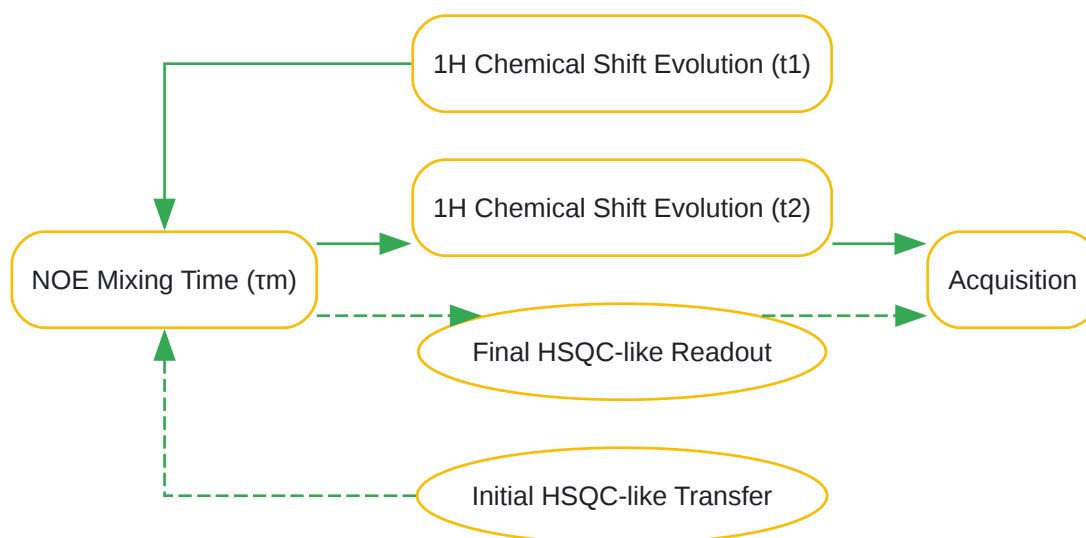 1H Chemical Shift Evolution (t1)
1H Chemical Shift Evolution (t2)
NOE Mixing Time (τm)
Acquisition
Final HSQC-like Readout
Initial HSQC-like Transfer